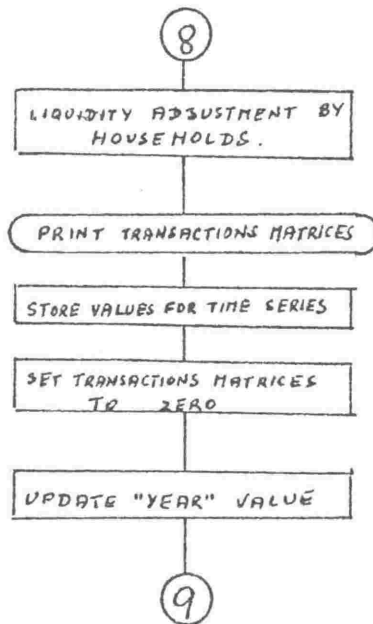 8
LIQUIDITY ADJUSTMENT BY
HOUSEHOLDS.
PRINT TRANSACTIONS MATRICES
STORE VALUES FOR TIME SERIES
SET TRANSACTIONS MATRICES
TO ZERO
UPDATE "YEAR" VALUE
9